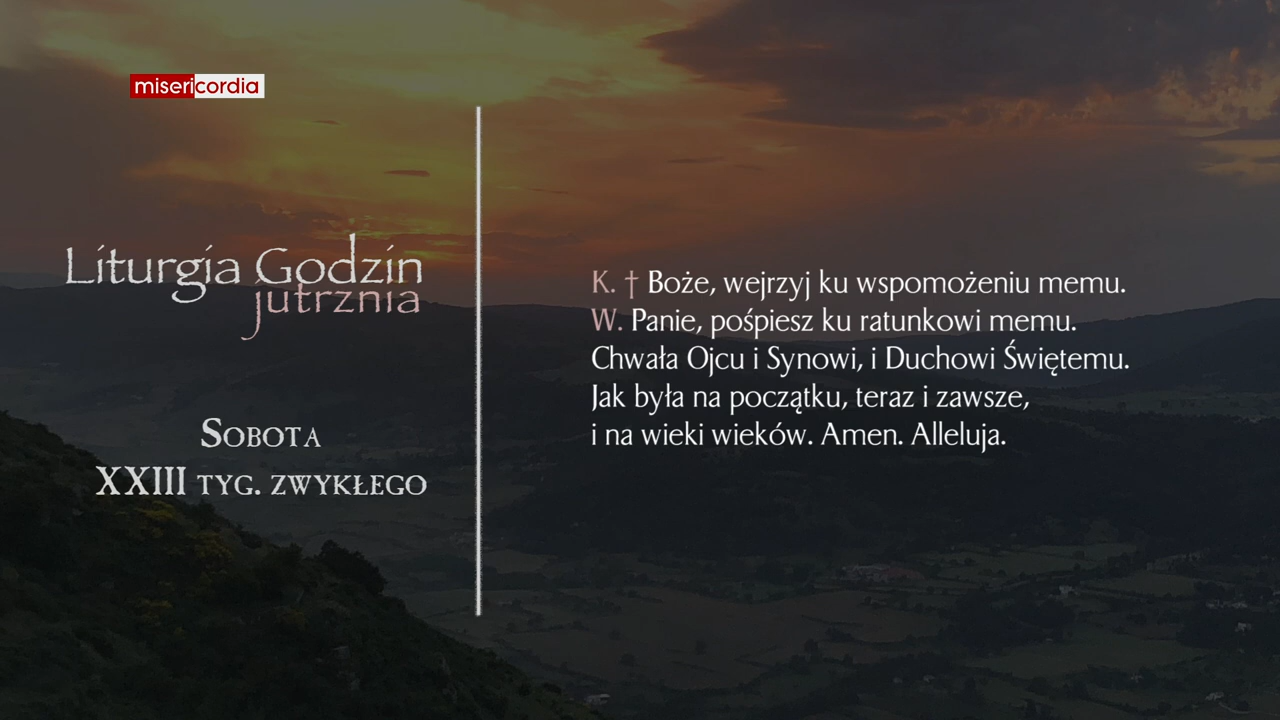 misericordia
Liturgia Godzin
jutrznia
Sobota
XXIII tyg. zwykłego
K. † Boże, wejrzyj ku wspomożeniu memu.
W. Panie, pośpiesz ku ratunkowi memu.
Chwała Ojcu i Synowi, i Duchowi Świętemu.
Jak była na początku, teraz i zawsze,
i na wieki wieków. Amen. Alleluja.